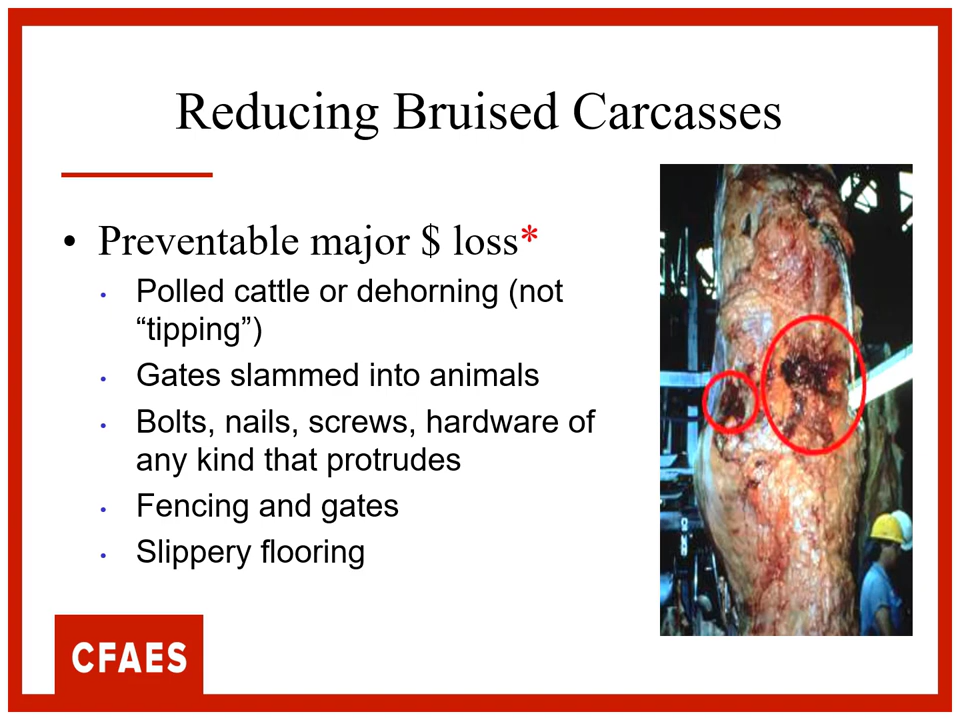 Reducing Bruised Carcasses
• Preventable major $ loss*
• Polled cattle or dehorning (not
“tipping”)
• Gates slammed into animals
• Bolts, nails, screws, hardware of
any kind that protrudes
• Fencing and gates
• Slippery flooring
CFAES